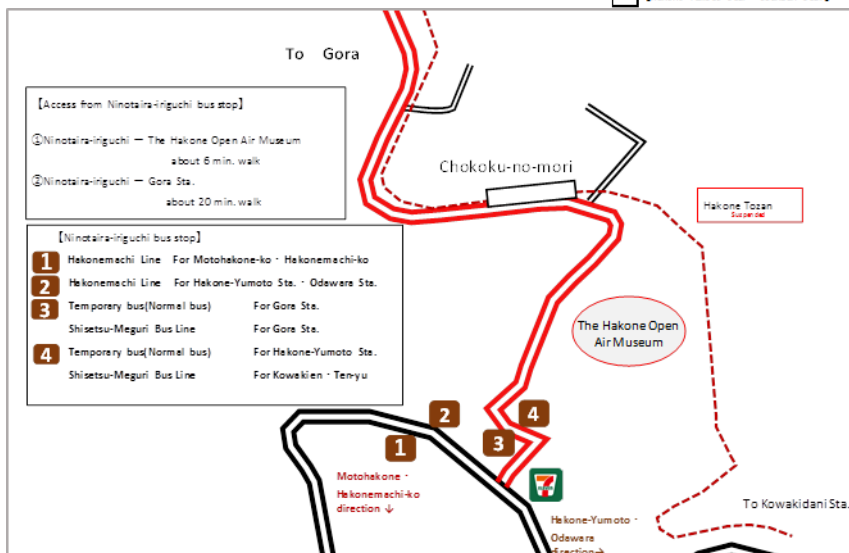 To Gora
【Access from Ninotaira-iriguchi bus stop】
①Ninotaira-iriguchi ー The Hakone Open Air Museum
about 6 min. walk
②Ninotaira-iriguchi ー Gora Sta.
about 20 min. walk
Chokoku-no-mori
Hakone Tozan
Suspended
【Ninotaira-iriguchi bus stop】
1 Hakonemachi Line For Motohakone-ko・Hakonemachi-ko
2 Hakonemachi Line For Hakone-Yumoto Sta.・Odawara Sta.
3 Temporary bus(Normal bus) For Gora Sta.
Shisetsu-Meguri Bus Line For Gora Sta.
4 Temporary bus(Normal bus) For Hakone-Yumoto Sta.
Shisetsu-Meguri Bus Line For Kowakien・Ten-yu
The Hakone Open
Air Museum
2
4
1
3
7
ELEVEN
Motohakone・
Hakonemachi-ko
direction ↓
To Kowakidani Sta.
Hakone-Yumoto・
Odawara
direction→